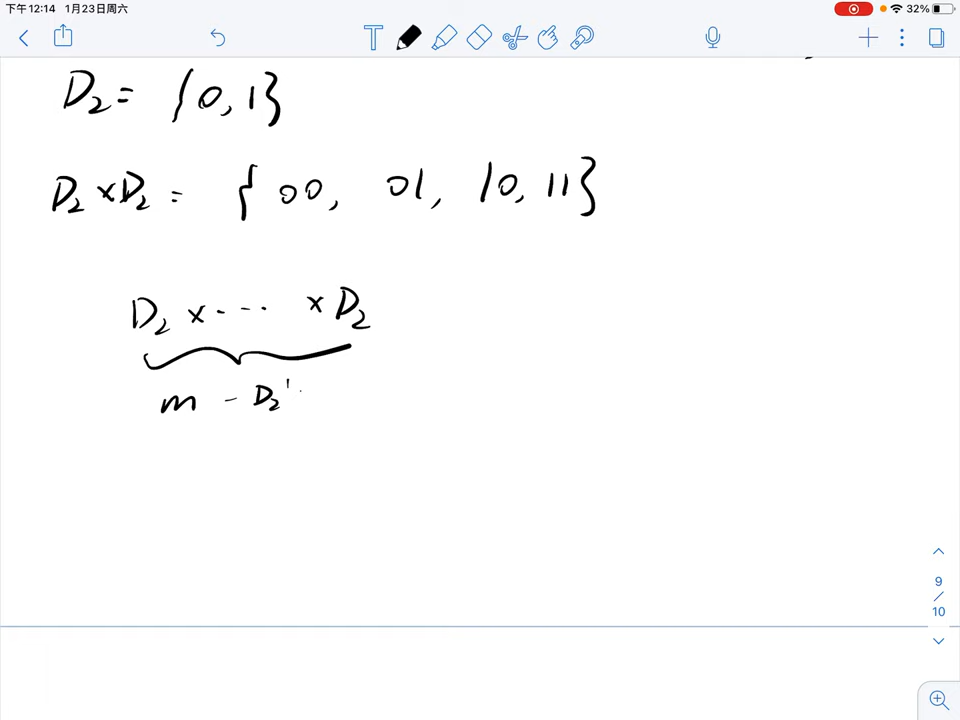 下午12:14 1月23日周六 32%
D₂ = {0, 1}
D₂ × D₂ = {00, 01, 10, 11}
D₂ × ... × D₂
m - D₂'
9
/
10